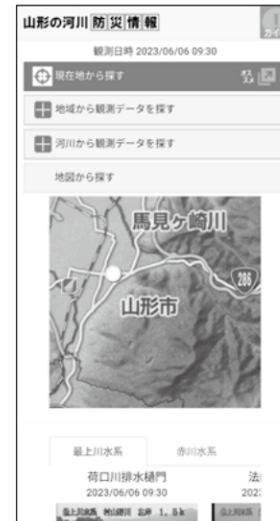 山形の河川防災情報
観測日時 2023/06/06 09:30
現在地から探す
地域から観測データを探す
河川から観測データを探す
地図から探す
馬見ヶ崎川
286
山形市
最上川水系 赤川水系
荷口川排水樋門
2023/06/06 09:30